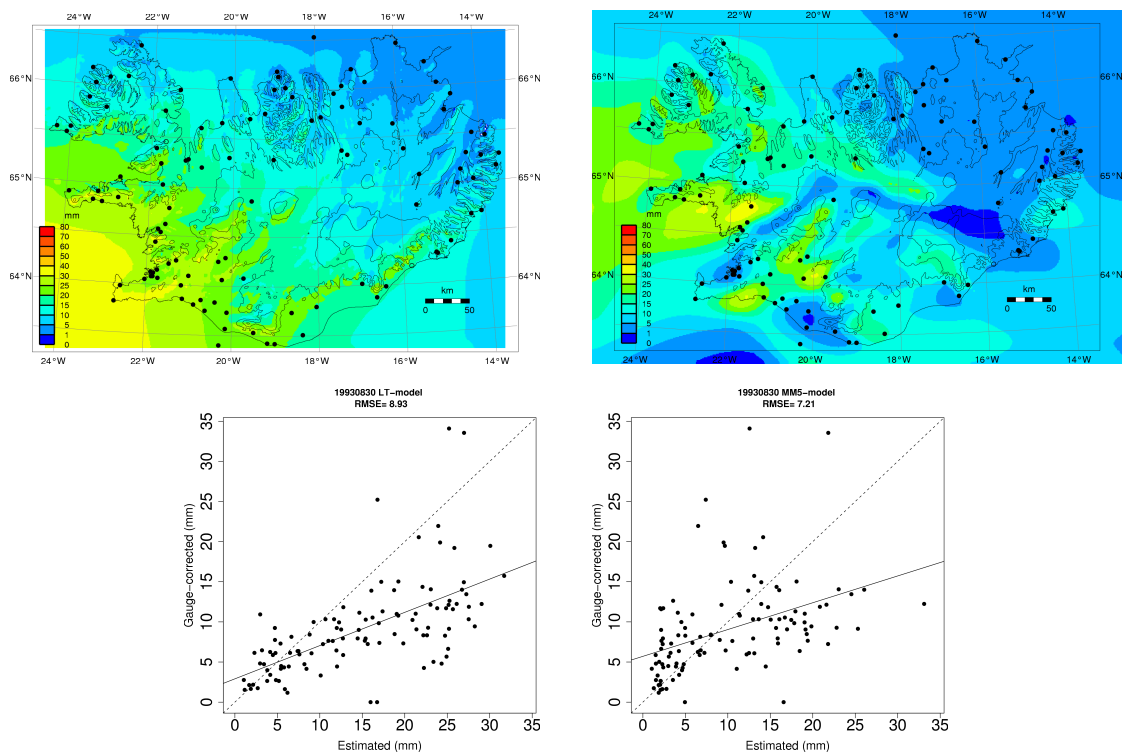 24°W 22°W 20°W 18°W 16°W 14°W
66°N
65°N
64°N
mm
80
70
60
50
40
30
25
20
15
10
5
1
0
km
0 50
66°N
65°N
64°N
24°W 22°W 20°W 18°W 16°W 14°W
24°W 22°W 20°W 18°W 16°W 14°W
66°N
65°N
64°N
mm
80
70
60
50
40
30
25
20
15
10
5
1
0
km
0 50
66°N
65°N
64°N
24°W 22°W 20°W 18°W 16°W 14°W
19930830 LT−model
RMSE= 8.93
Gauge−corrected (mm)
0 5 10 15 20 25 30 35
0 5 10 15 20 25 30 35
Estimated (mm)
19930830 MM5−model
RMSE= 7.21
Gauge−corrected (mm)
0 5 10 15 20 25 30 35
0 5 10 15 20 25 30 35
Estimated (mm)